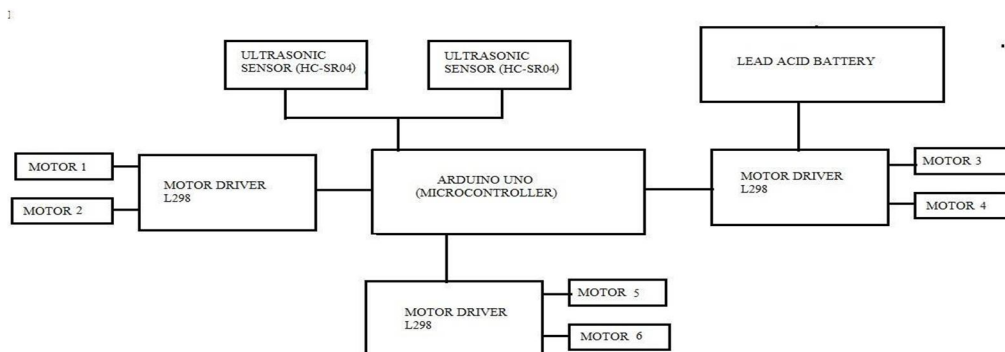 ULTRASONIC
SENSOR (HC-SR04)
ULTRASONIC
SENSOR (HC-SR04)
LEAD ACID BATTERY
MOTOR 1
MOTOR 2
MOTOR DRIVER
L298
ARDUINO UNO
(MICROCONTROLLER)
MOTOR DRIVER
L298
MOTOR 3
MOTOR 4
MOTOR DRIVER
L298
MOTOR 5
MOTOR 6